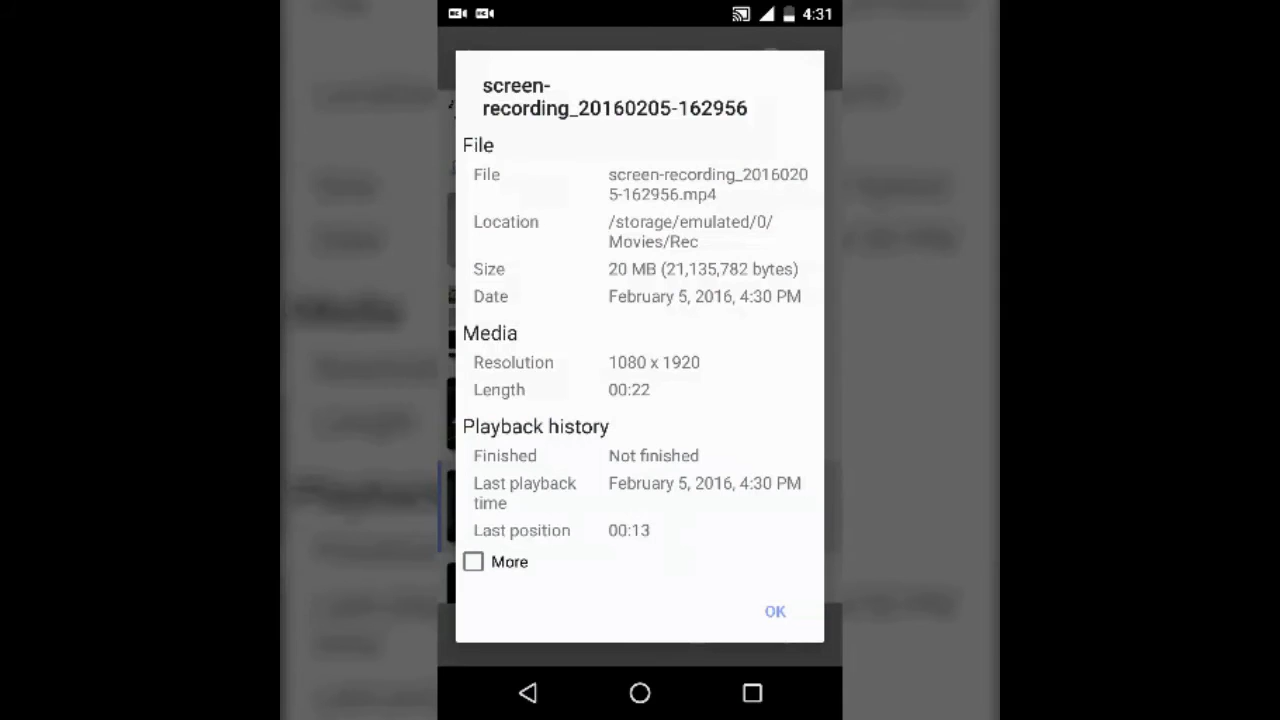 4:31
screen-
recording_20160205-162956
File
File screen-recording_2016020
5-162956.mp4
Location /storage/emulated/0/
Movies/Rec
Size 20 MB (21,135,782 bytes)
Date February 5, 2016, 4:30 PM
Media
Resolution 1080 x 1920
Length 00:22
Playback history
Finished Not finished
Last playback February 5, 2016, 4:30 PM
time
Last position 00:13
More
OK